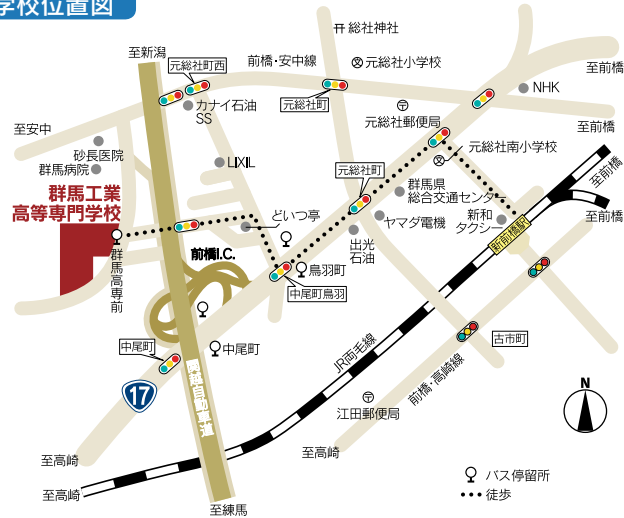 学校位置図
至新潟
开総社神社
元総社町西
前橋・安中線
元総社小学校
至前橋
カナイ石油
SS
元総社町
NHK
元総社郵便局
至安中
至前橋
砂長医院
群馬病院
LIXIL
元総社南小学校
元総社町
至前橋
群馬工業
高等専門学校
群馬県
総合交通センター
どいつ亭
ヤマダ電機
新和
タクシー
至前橋
新前橋駅
群馬高専前
前橋I.C.
出光
石油
鳥羽町
中尾町鳥羽
中尾町
中尾町
JR両毛線
古市町
前橋・高崎線
関越自動車道
17
N
江田郵便局
至高崎
至高崎
至高崎
至練馬
バス停留所
徒歩